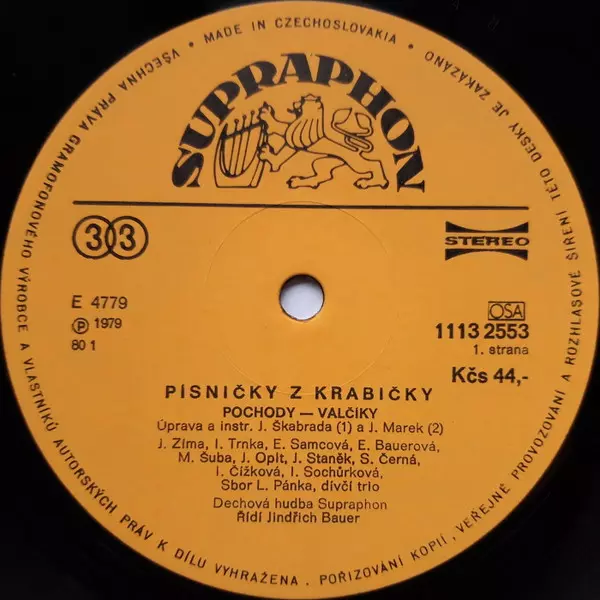 VŠECHNA PRÁVA GRAMOFONOVÉHO VÝROBCE A VLASTNÍKŮ AUTORSKÝCH PRÁV K DÍLU VYHRAŽENA. POŘIZOVÁNÍ KOPIÍ, VEŘEJNÉ PROVOZOVÁNÍ A ROZHLASOVÉ ŠÍŘENÍ TÉTO DESKY JE ZAKÁZÁNO
• MADE IN CZECHOSLOVAKIA •
SUPRAPHON
33
STEREO
E 4779
Ⓟ 1979
80 1
OSA
1113 2553
1. strana
Kčs 44,-
PÍSNIČKY Z KRABIČKY
POCHODY — VALČÍKY
Úprava a instr. J. Škabrada (1) a J. Marek (2)
J. Zíma, I. Trnka, E. Samcová, E. Bauerová,
M. Šuba, J. Oplt, J. Staněk, S. Černá,
I. Čížková, I. Sochůrková,
Sbor L. Pánka, dívčí trio
Dechová hudba Supraphon
Řídí Jindřich Bauer